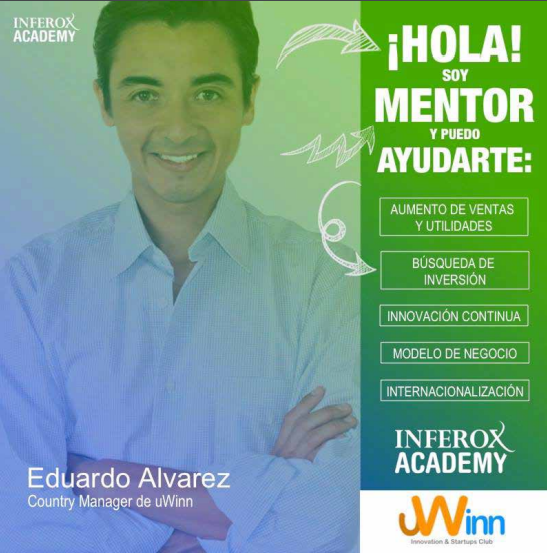 INFEROX
ACADEMY
¡HOLA!
SOY
MENTOR
Y PUEDO
AYUDARTE:
AUMENTO DE VENTAS
Y UTILIDADES
BÚSQUEDA DE
INVERSIÓN
INNOVACIÓN CONTINUA
MODELO DE NEGOCIO
INTERNACIONALIZACIÓN
INFEROX
ACADEMY
Eduardo Alvarez
Country Manager de uWinn
uWinn
Innovation & Startups Club